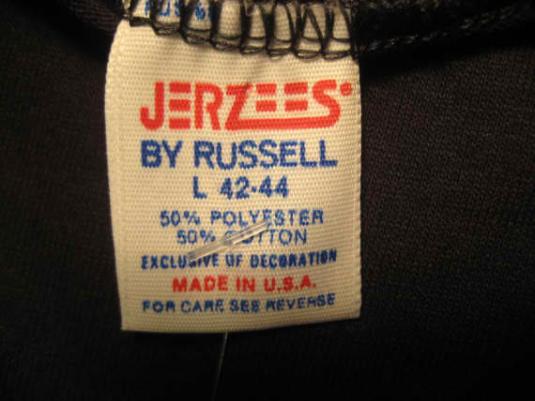 JERZEES®
BY RUSSELL
L 42-44
50% POLYESTER
50% COTTON
EXCLUSIVE OF DECORATION
MADE IN U.S.A.
FOR CARE SEE REVERSE